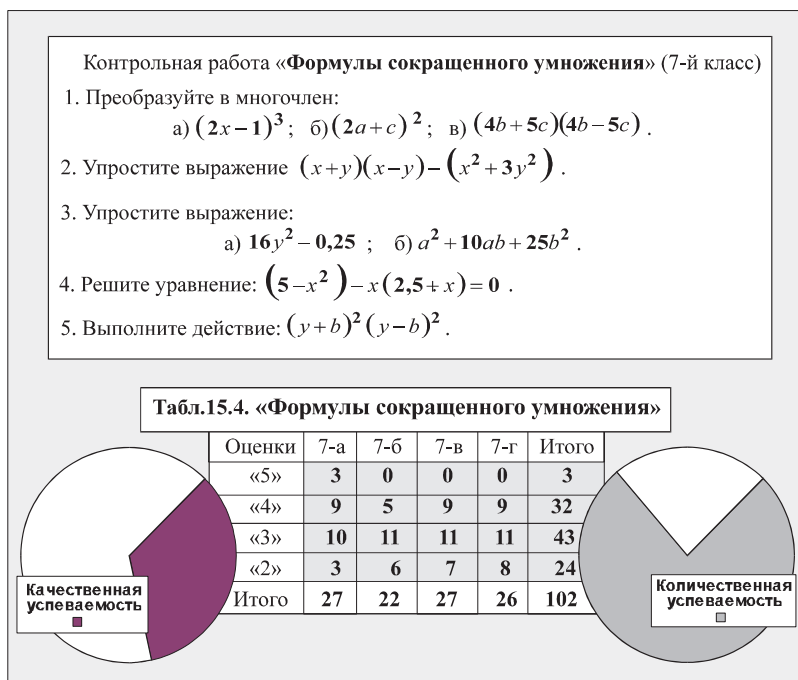 Контрольная работа «Формулы сокращенного умножения» (7-й класс)
1. Преобразуйте в многочлен:
а) (2x−1)³; б) (2a+c)²; в) (4b+5c)(4b−5c).
2. Упростите выражение (x+y)(x−y)−(x²+3y²).
3. Упростите выражение:
а) 16y²−0,25; б) a²+10ab+25b².
4. Решите уравнение: (5−x²)−x(2,5+x)=0.
5. Выполните действие: (y+b)²(y−b)².
Табл.15.4. «Формулы сокращенного умножения»
Оценки 7-а 7-б 7-в 7-г Итого
«5» 3 0 0 0 3
«4» 9 5 9 9 32
«3» 10 11 11 11 43
«2» 3 6 7 8 24
Итого 27 22 27 26 102
Качественная
успеваемость
Количественная
успеваемость